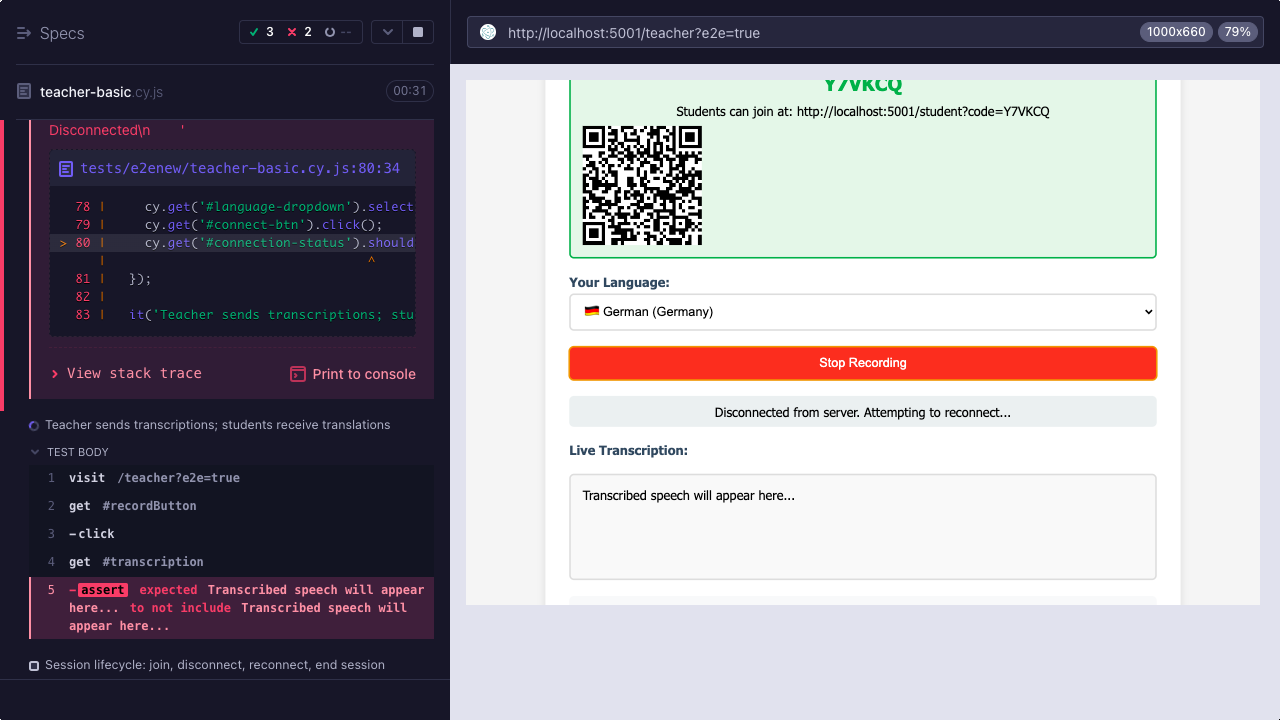 Specs
3
2
--
teacher-basic.cy.js
00:31
Disconnected\n '
tests/e2enew/teacher-basic.cy.js:80:34
78 | cy.get('#language-dropdown').select
79 | cy.get('#connect-btn').click();
> 80 | cy.get('#connection-status').should
| ^
81 | });
82 |
83 | it('Teacher sends transcriptions; stu
View stack trace
Print to console
Teacher sends transcriptions; students receive translations
TEST BODY
1 visit /teacher?e2e=true
2 get #recordButton
3 -click
4 get #transcription
5 -assert expected Transcribed speech will appear
here... to not include Transcribed speech will
appear here...
Session lifecycle: join, disconnect, reconnect, end session
http://localhost:5001/teacher?e2e=true
1000x660
79%
Y7VKCQ
Students can join at: http://localhost:5001/student?code=Y7VKCQ
Your Language:
🇩🇪 German (Germany)
Stop Recording
Disconnected from server. Attempting to reconnect...
Live Transcription:
Transcribed speech will appear here...